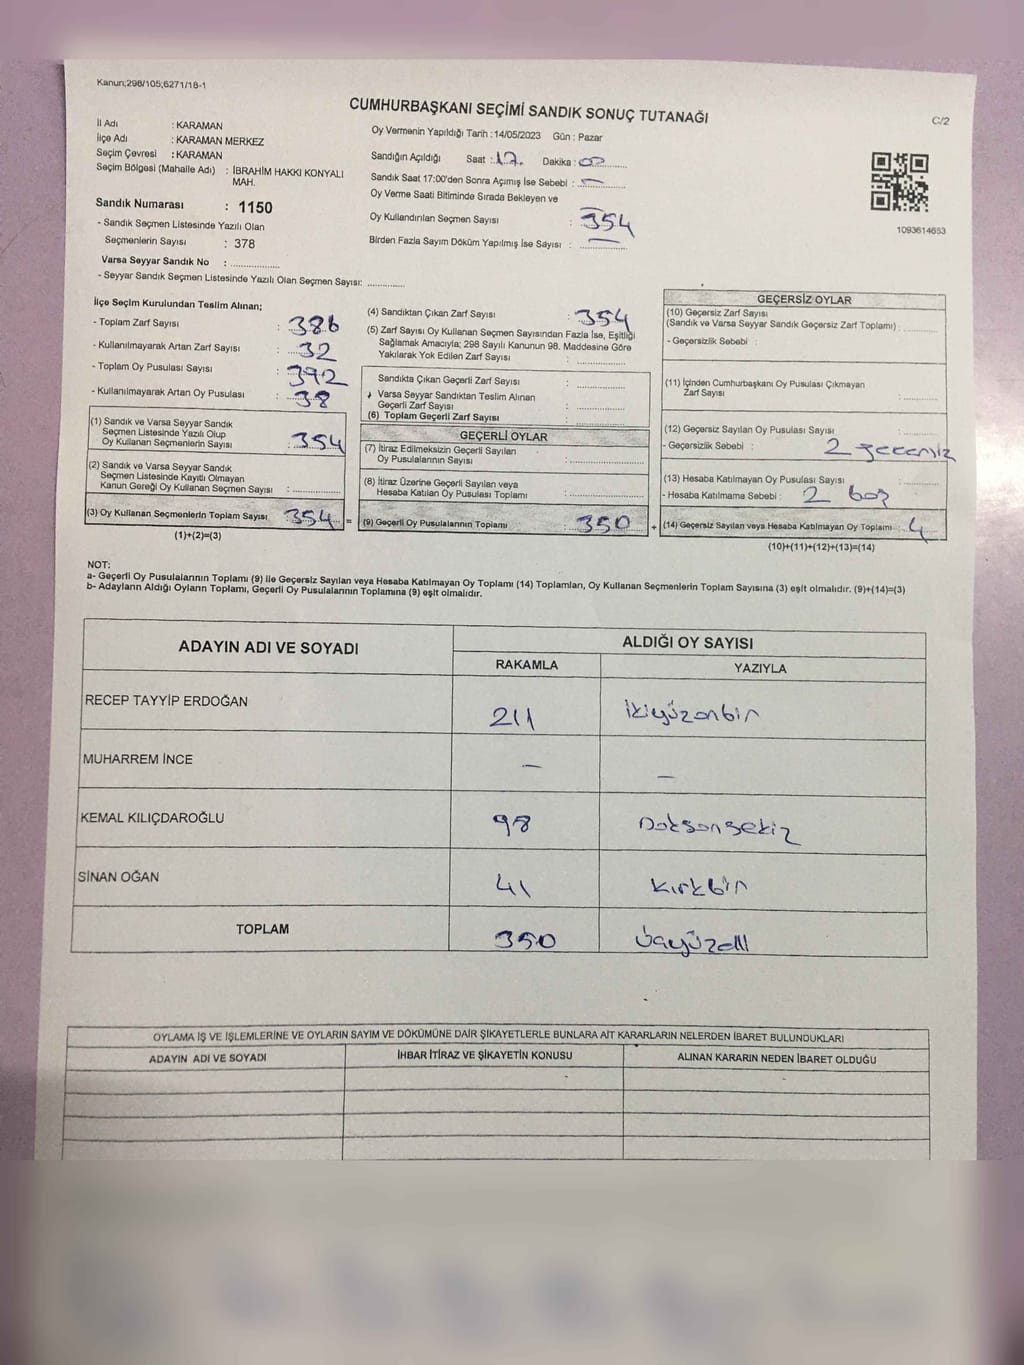 Kanun;298/105;6271/18-1
CUMHURBAŞKANI SEÇİMİ SANDIK SONUÇ TUTANAĞI
C/2
İl Adı : KARAMAN
İlçe Adı : KARAMAN MERKEZ
Seçim Çevresi : KARAMAN
Seçim Bölgesi (Mahalle Adı) : İBRAHİM HAKKI KONYALI
MAH.
Sandık Numarası : 1150
- Sandık Seçmen Listesinde Yazılı Olan
Seçmenlerin Sayısı : 378
Varsa Seyyar Sandık No : ................
- Seyyar Sandık Seçmen Listesinde Yazılı Olan Seçmen Sayısı: ............
Oy Vermenin Yapıldığı Tarih : 14/05/2023 Gün : Pazar
Sandığın Açıldığı Saat : 17. Dakika : 00
Sandık Saat 17:00'den Sonra Açımış İse Sebebi : —
Oy Verme Saati Bitiminde Sırada Bekleyen ve
Oy Kullandırılan Seçmen Sayısı : 354
Birden Fazla Sayım Döküm Yapılmış İse Sayısı : —
1093614653
İlçe Seçim Kurulundan Teslim Alınan;
- Toplam Zarf Sayısı : 386
- Kullanılmayarak Artan Zarf Sayısı : 32
- Toplam Oy Pusulası Sayısı : 392
- Kullanılmayarak Artan Oy Pusulası : 38
(1) Sandık ve Varsa Seyyar Sandık
Seçmen Listesinde Yazılı Olup
Oy Kullanan Seçmenlerin Sayısı : 354
(2) Sandık ve Varsa Seyyar Sandık
Seçmen Listesinde Kayıtlı Olmayan
Kanun Gereği Oy Kullanan Seçmen Sayısı : ................
(3) Oy Kullanan Seçmenlerin Toplam Sayısı 354 =
(1)+(2)=(3)
(4) Sandıktan Çıkan Zarf Sayısı : 354
(5) Zarf Sayısı Oy Kullanan Seçmen Sayısından Fazla İse, Eşitliği
Sağlamak Amacıyla; 298 Sayılı Kanunun 98. Maddesine Göre
Yakılarak Yok Edilen Zarf Sayısı : ................
Sandıkta Çıkan Geçerli Zarf Sayısı : ................
Varsa Seyyar Sandıktan Teslim Alınan
Geçerli Zarf Sayısı : ................
(6) Toplam Geçerli Zarf Sayısı : ................
GEÇERLİ OYLAR
(7) İtiraz Edilmeksizin Geçerli Sayılan
Oy Pusulalarının Sayısı : ................
(8) İtiraz Üzerine Geçerli Sayılan veya
Hesaba Katılan Oy Pusulası Toplamı : ................
(9) Geçerli Oy Pusulalarının Toplamı : 350 +
GEÇERSİZ OYLAR
(10) Geçersiz Zarf Sayısı
(Sandık ve Varsa Seyyar Sandık Geçersiz Zarf Toplamı) : ............
- Geçersizlik Sebebi :
(11) İçinden Cumhurbaşkanı Oy Pusulası Çıkmayan
Zarf Sayısı : ............
(12) Geçersiz Sayılan Oy Pusulası Sayısı : ............
- Geçersizlik Sebebi : 2 geçersiz
(13) Hesaba Katılmayan Oy Pusulası Sayısı : ............
- Hesaba Katılmama Sebebi : 2 boş
(14) Geçersiz Sayılan veya Hesaba Katılmayan Oy Toplamı : 4
(10)+(11)+(12)+(13)=(14)
NOT:
a- Geçerli Oy Pusulalarının Toplamı (9) ile Geçersiz Sayılan veya Hesaba Katılmayan Oy Toplamı (14) Toplamları, Oy Kullanan Seçmenlerin Toplam Sayısına (3) eşit olmalıdır. (9)+(14)=(3)
b- Adayların Aldığı Oyların Toplamı, Geçerli Oy Pusulalarının Toplamına (9) eşit olmalıdır.
ADAYIN ADI VE SOYADI ALDIĞI OY SAYISI
RAKAMLA YAZIYLA
RECEP TAYYİP ERDOĞAN 211 ikiyüzonbir
MUHARREM İNCE — —
KEMAL KILIÇDAROĞLU 98 Doksansekiz
SİNAN OĞAN 41 kırkbir
TOPLAM 350 üçyüzelli
OYLAMA İŞ VE İŞLEMLERİNE VE OYLARIN SAYIM VE DÖKÜMÜNE DAİR ŞİKAYETLERLE BUNLARA AİT KARARLARIN NELERDEN İBARET BULUNDUKLARI
ADAYIN ADI VE SOYADI İHBAR İTİRAZ VE ŞİKAYETİN KONUSU ALINAN KARARIN NEDEN İBARET OLDUĞU